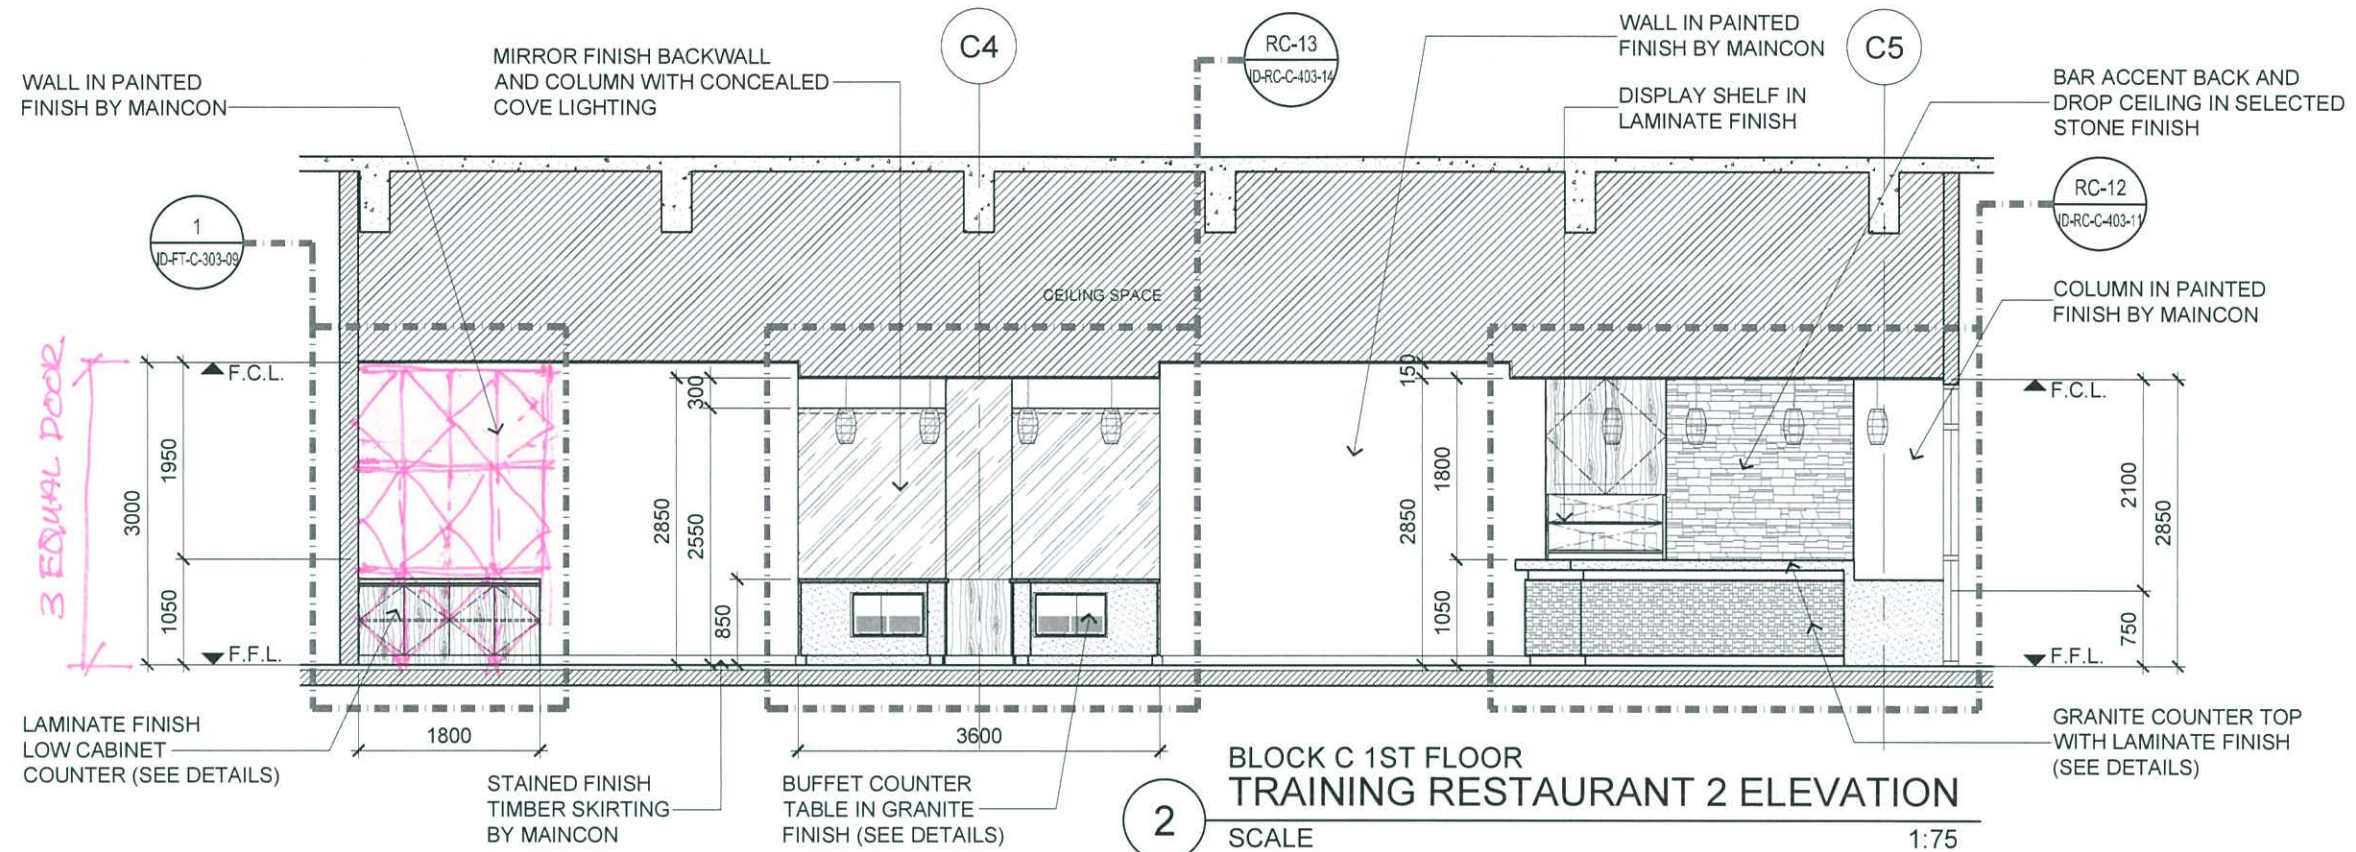 WALL IN PAINTED
FINISH BY MAINCON
MIRROR FINISH BACKWALL
AND COLUMN WITH CONCEALED
COVE LIGHTING
C4
RC-13
ID-RC-C-403-14
WALL IN PAINTED
FINISH BY MAINCON
DISPLAY SHELF IN
LAMINATE FINISH
C5
BAR ACCENT BACK AND
DROP CEILING IN SELECTED
STONE FINISH
1
ID-FT-C-303-09
RC-12
ID-RC-C-403-11
CEILING SPACE
COLUMN IN PAINTED
FINISH BY MAINCON
3 EQUAL DOOR
3000
1950
1050
F.C.L.
F.F.L.
2850
300
2550
850
150
2850
1800
1050
F.C.L.
F.F.L.
2100
750
2850
1800
3600
LAMINATE FINISH
LOW CABINET
COUNTER (SEE DETAILS)
STAINED FINISH
TIMBER SKIRTING
BY MAINCON
BUFFET COUNTER
TABLE IN GRANITE
FINISH (SEE DETAILS)
GRANITE COUNTER TOP
WITH LAMINATE FINISH
(SEE DETAILS)
2
BLOCK C 1ST FLOOR
TRAINING RESTAURANT 2 ELEVATION
SCALE 1:75